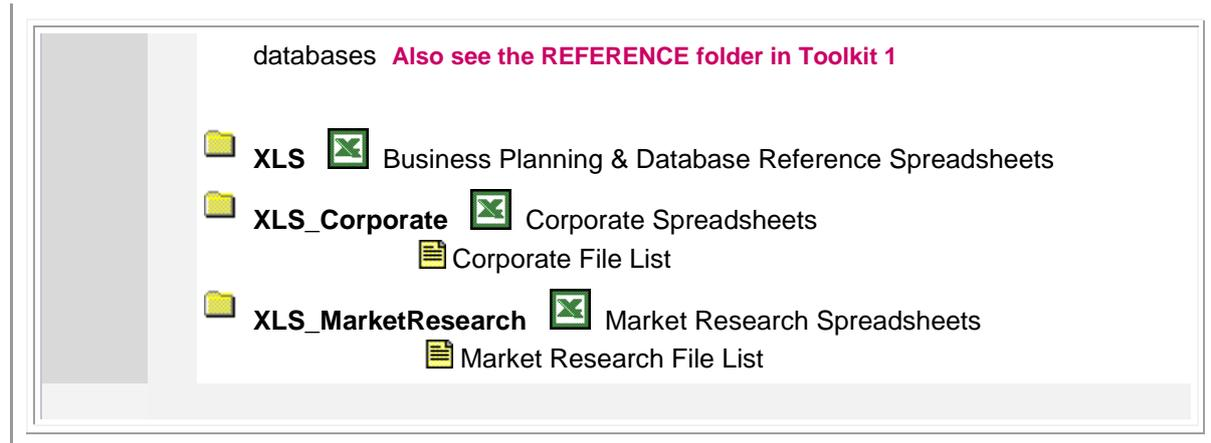 databases Also see the REFERENCE folder in Toolkit 1
XLS Business Planning & Database Reference Spreadsheets
XLS_Corporate Corporate Spreadsheets
Corporate File List
XLS_MarketResearch Market Research Spreadsheets
Market Research File List